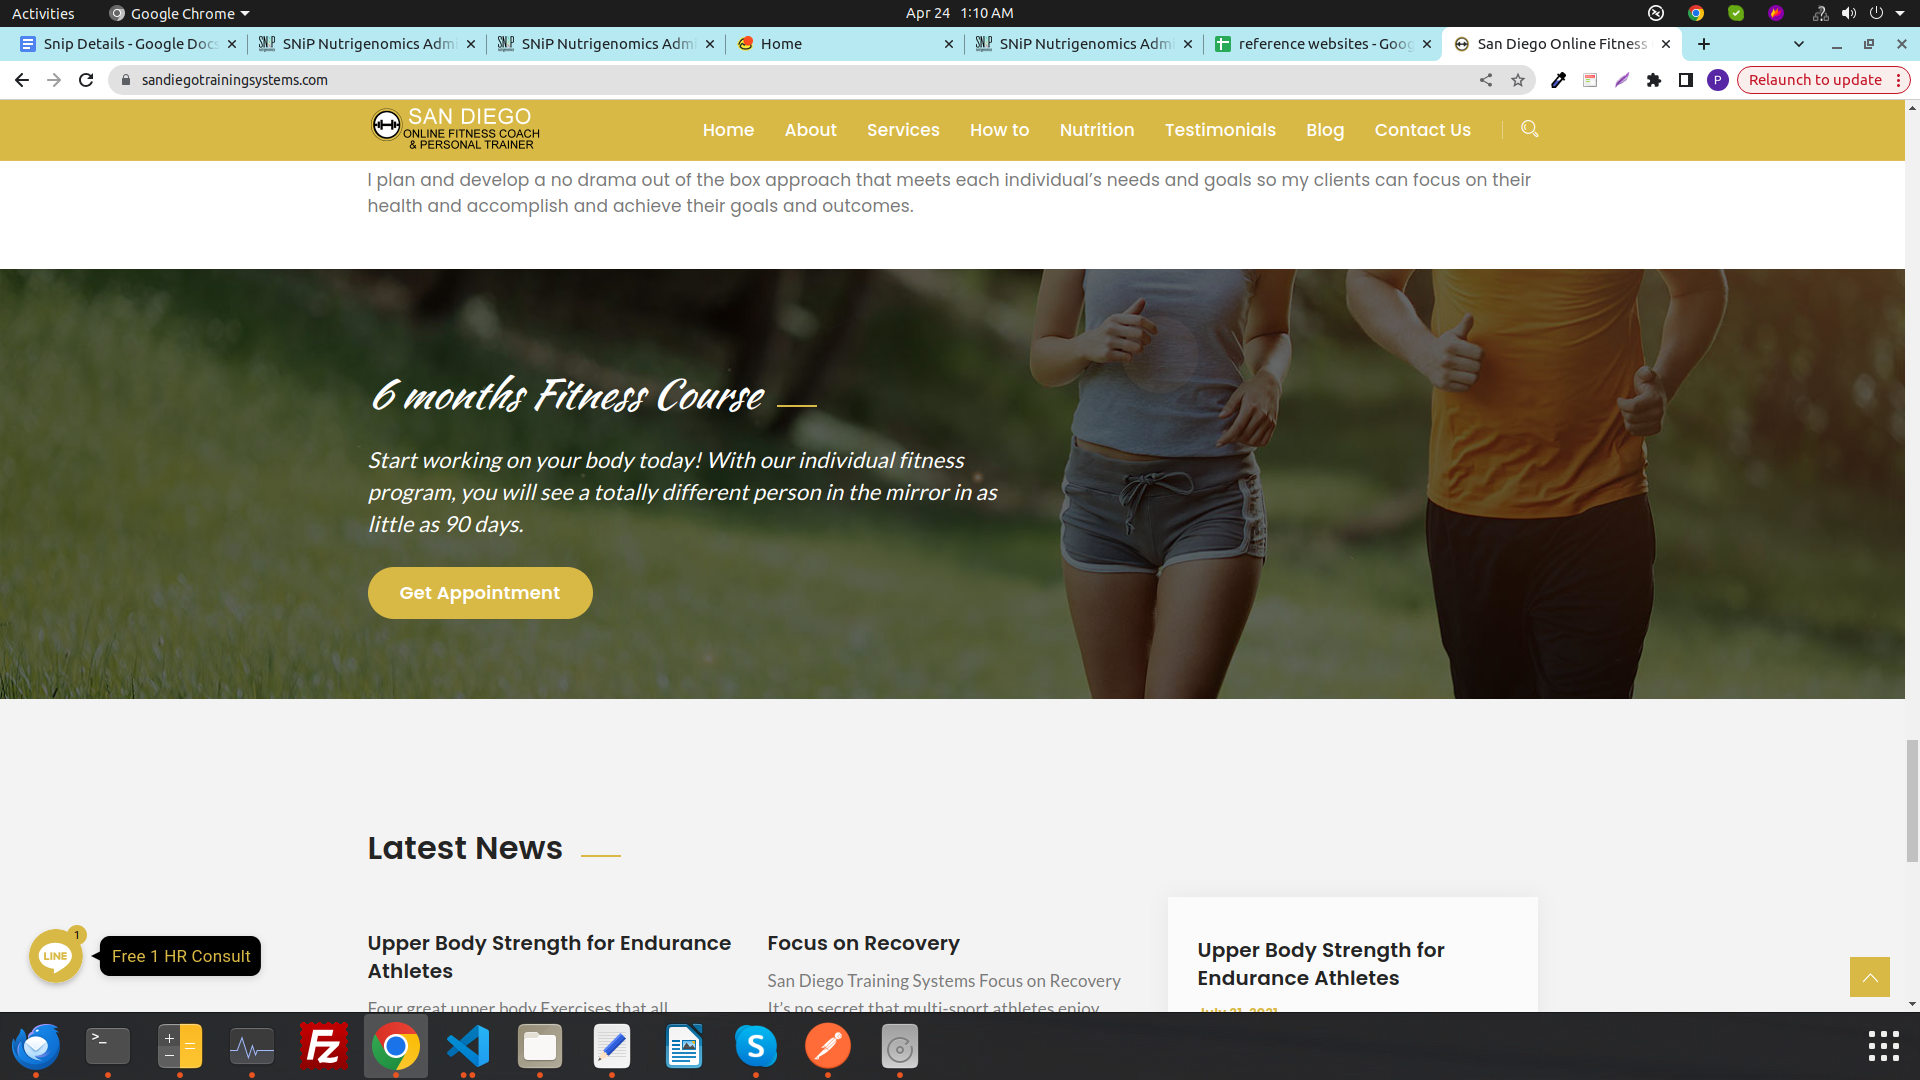 Activities
Google Chrome
Apr 24 1:10 AM
Snip Details - Google Docs
SNiP Nutrigenomics Admi
SNiP Nutrigenomics Admi
Home
SNiP Nutrigenomics Admi
reference websites - Goog
San Diego Online Fitness
sandiegotrainingsystems.com
P
Relaunch to update
SAN DIEGO
ONLINE FITNESS COACH
& PERSONAL TRAINER
Home
About
Services
How to
Nutrition
Testimonials
Blog
Contact Us
I plan and develop a no drama out of the box approach that meets each individual’s needs and goals so my clients can focus on their
health and accomplish and achieve their goals and outcomes.
6 months Fitness Course
Start working on your body today! With our individual fitness
program, you will see a totally different person in the mirror in as
little as 90 days.
Get Appointment
Latest News
Upper Body Strength for Endurance
Athletes
Four great upper body Exercises that all
Focus on Recovery
San Diego Training Systems Focus on Recovery
It’s no secret that multi-sport athletes enjoy
Upper Body Strength for
Endurance Athletes
July 21, 2021
LINE
1
Free 1 HR Consult